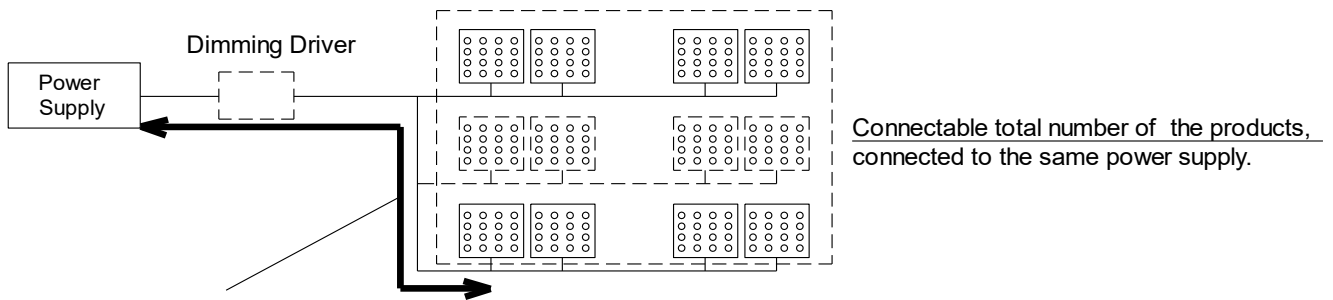 Dimming Driver
Power
Supply
Connectable total number of the products,
connected to the same power supply.